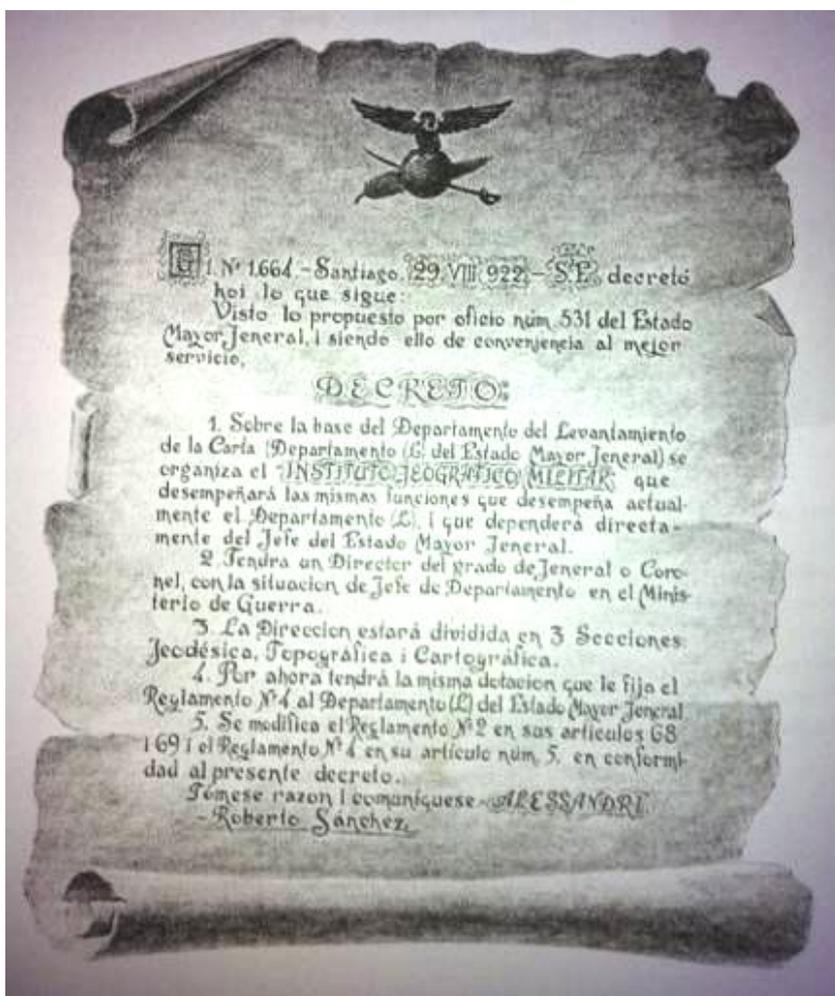 G. 1. Nº 1.664.- Santiago, 29 VIII 922.- S.E. decretó
hoi lo que sigue:
Visto lo propuesto por oficio núm. 531 del Estado
Mayor Jeneral, i siendo ello de conveniencia al mejor
servicio,
DECRETO:
1. Sobre la base del Departamento del Levantamiento
de la Carta (Departamento (L) del Estado Mayor Jeneral) se
organiza el "INSTITUTO JEOGRAFICO MILITAR" que
desempeñará las mismas funciones que desempeña actual-
mente el Departamento (L), i que dependerá directa-
mente del Jefe del Estado Mayor Jeneral.
2. Tendra un Director del grado de Jeneral o Coro-
nel, con la situacion de Jefe de Departamento en el Minis-
terio de Guerra.
3. La Direccion estará dividida en 3 Secciones:
Jeodésica, Topográfica i Cartográfica.
4. Por ahora tendrá la misma dotacion que le fija el
Reglamento Nº 4 al Departamento (L) del Estado Mayor Jeneral
5. Se modifica el Reglamento Nº 2 en sus artículos 68
i 69 i el Reglamento Nº 4 en su artículo núm. 5, en conformi-
dad al presente decreto.
Tómese razon i comuníquese.- ALESSANDRI.
- Roberto Sánchez.